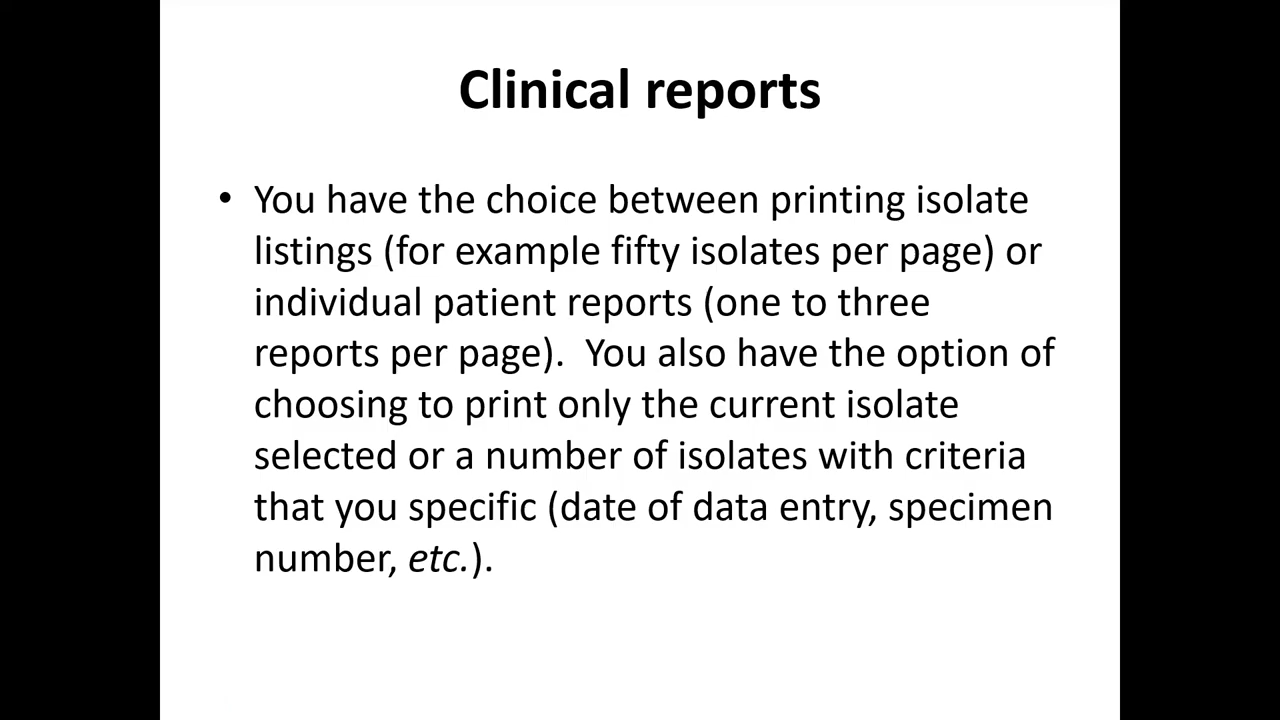 Clinical reports
• You have the choice between printing isolate
listings (for example fifty isolates per page) or
individual patient reports (one to three
reports per page).  You also have the option of
choosing to print only the current isolate
selected or a number of isolates with criteria
that you specific (date of data entry, specimen
number, etc.).